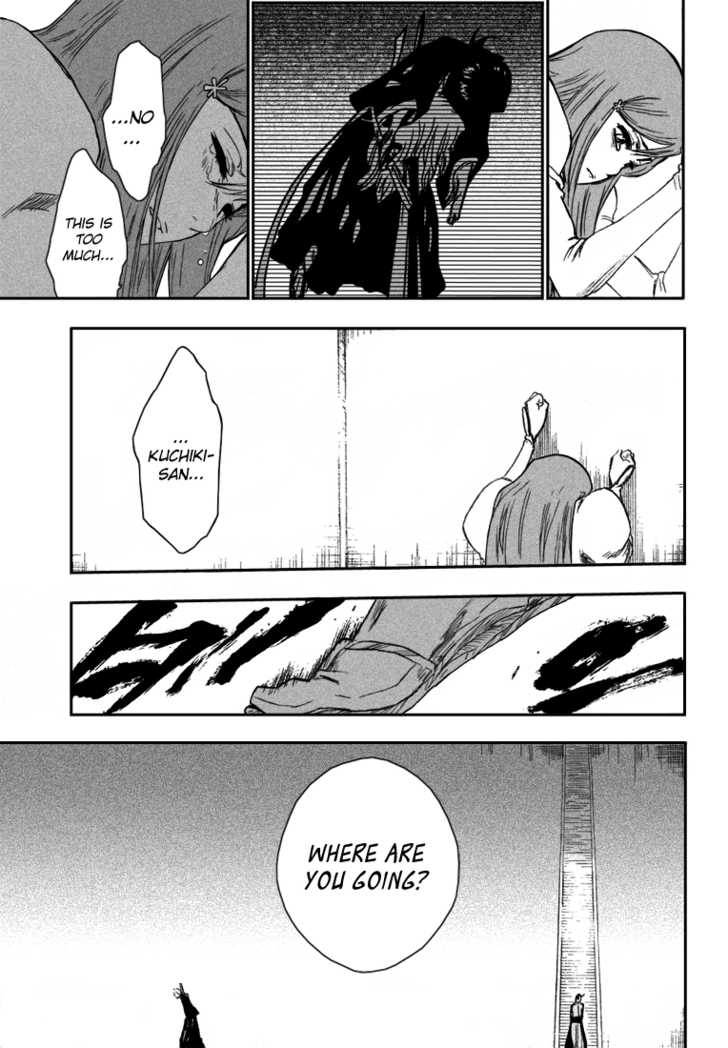 ...NO
...
THIS IS
TOO
MUCH...
...
KUCHIKI-
SAN...
WHERE ARE
YOU GOING?